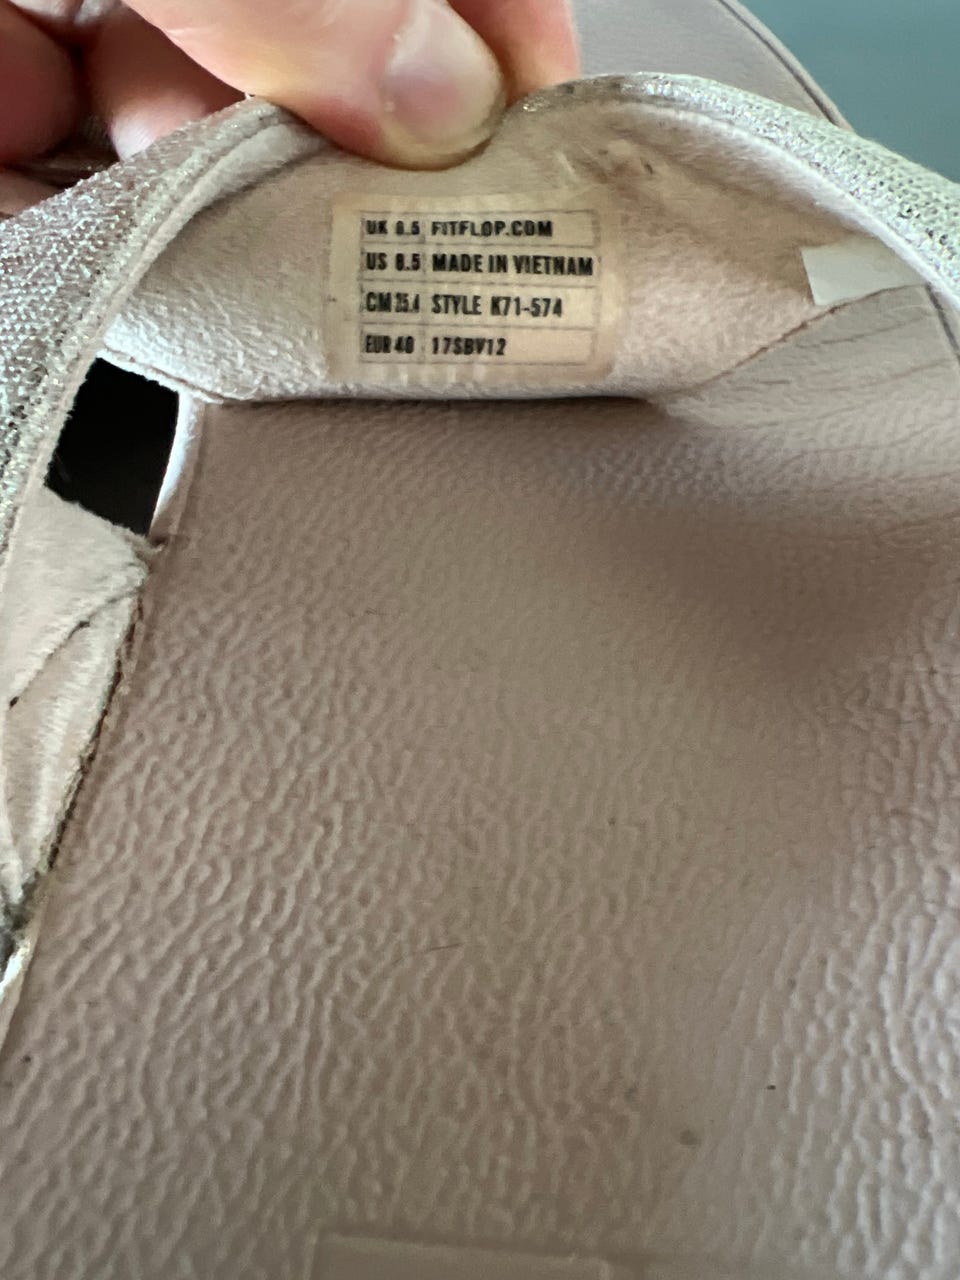 UK 6.5 FITFLOP.COM
US 8.5 MADE IN VIETNAM
CM 25.4 STYLE K71-574
EUR 40 17SBV12